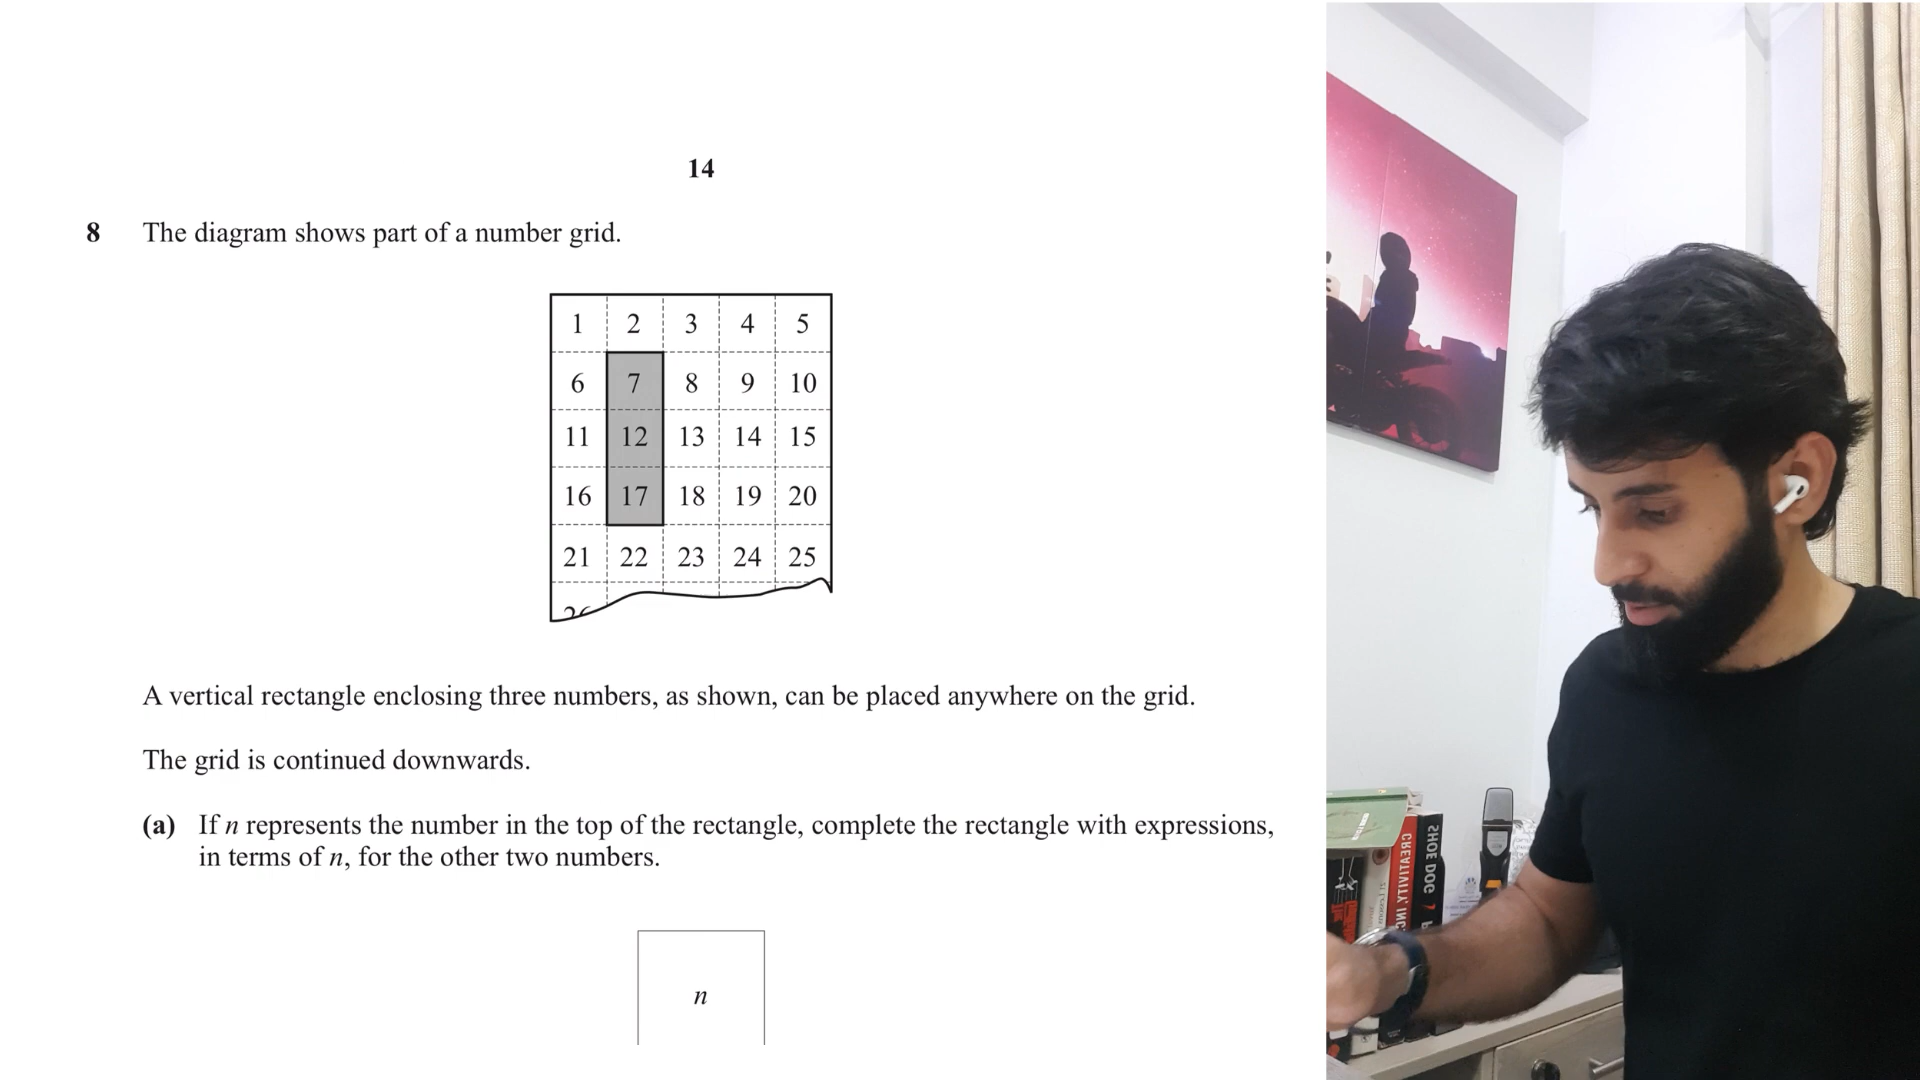 14
8 The diagram shows part of a number grid.
1 2 3 4 5
6 7 8 9 10
11 12 13 14 15
16 17 18 19 20
21 22 23 24 25
A vertical rectangle enclosing three numbers, as shown, can be placed anywhere on the grid.
The grid is continued downwards.
(a) If n represents the number in the top of the rectangle, complete the rectangle with expressions,
in terms of n, for the other two numbers.
n
CREATIVITY, INC.
SHOE DOG